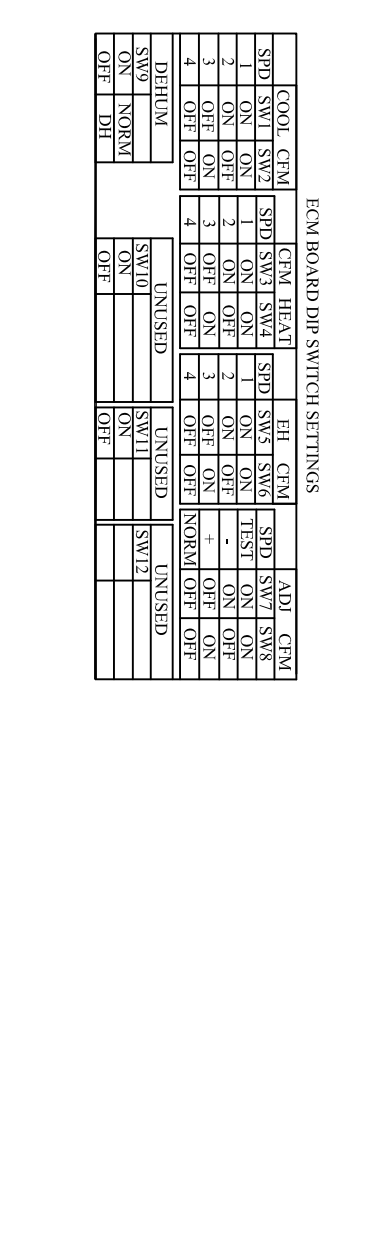 ECM BOARD DIP SWITCH SETTINGS
COOL CFM CFM HEAT EH CFM ADJ CFM
SPD SW1 SW2 SPD SW3 SW4 SPD SW5 SW6 SPD SW7 SW8
1 ON ON 1 ON ON 1 ON ON TEST ON ON
2 ON OFF 2 ON OFF 2 ON OFF - ON OFF
3 OFF ON 3 OFF ON 3 OFF ON + OFF ON
4 OFF OFF 4 OFF OFF 4 OFF OFF NORM OFF OFF
DEHUM UNUSED UNUSED UNUSED
SW9 SW10 SW11 SW12
ON NORM ON ON
OFF DH OFF OFF